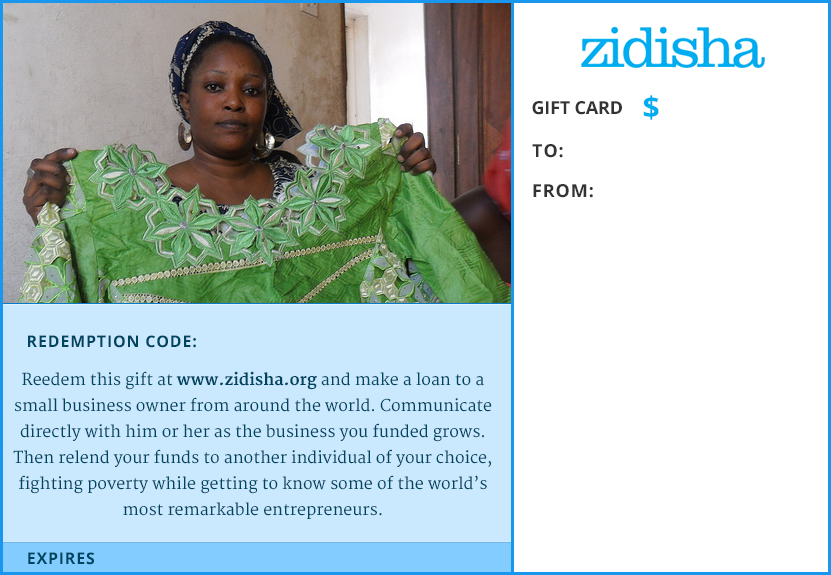 zidisha
GIFT CARD $
TO:
FROM:
REDEMPTION CODE:
Reedem this gift at www.zidisha.org and make a loan to a
small business owner from around the world. Communicate
directly with him or her as the business you funded grows.
Then relend your funds to another individual of your choice,
fighting poverty while getting to know some of the world’s
most remarkable entrepreneurs.
EXPIRES